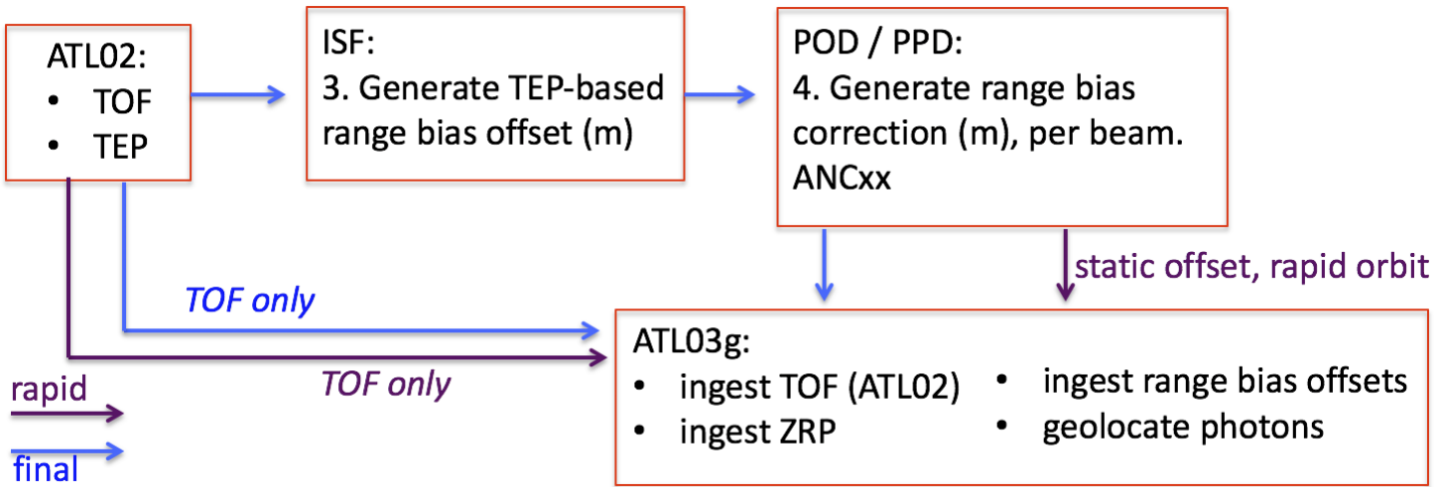 ATL02:
• TOF
• TEP
ISF:
3. Generate TEP-based
range bias offset (m)
POD / PPD:
4. Generate range bias
correction (m), per beam.
ANCxx
static offset, rapid orbit
TOF only
TOF only
rapid
final
ATL03g:
• ingest TOF (ATL02)
• ingest ZRP
• ingest range bias offsets
• geolocate photons